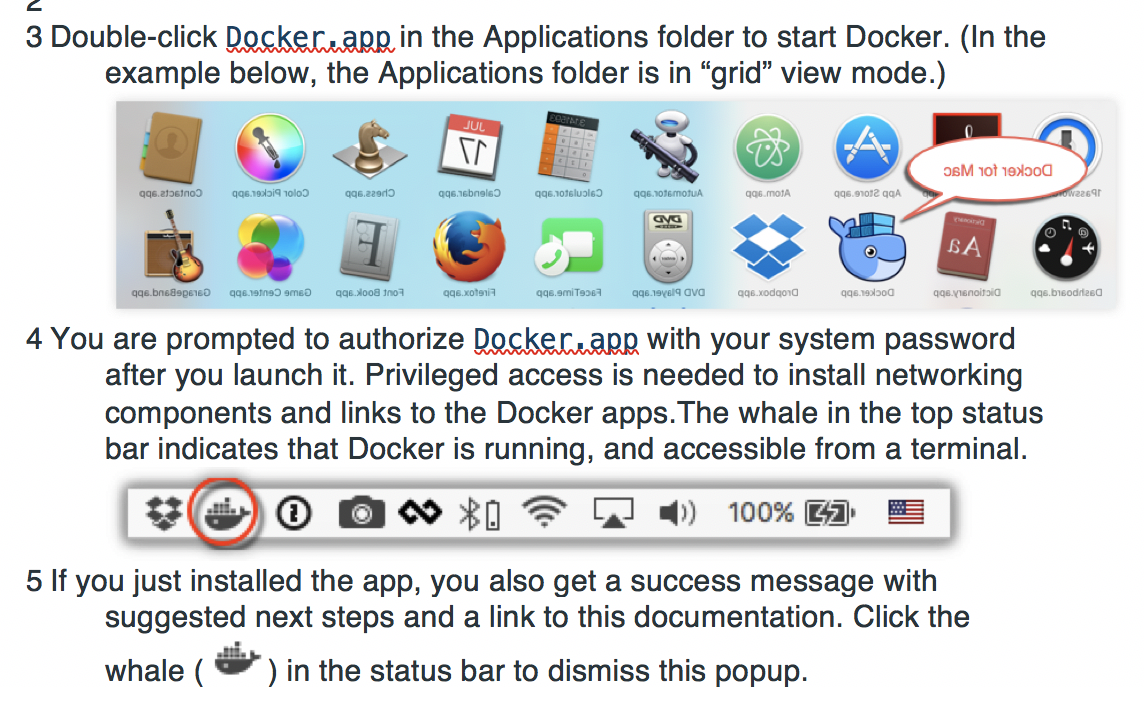 2
3 Double-click Docker.app in the Applications folder to start Docker. (In the
example below, the Applications folder is in “grid” view mode.)
JUL
17
Docker for Mac
Contacts.app Color Picker.app Chess.app Calendar.app Calculator.app Automator.app Atom.app App Store.app
DVD
Dictionary
Aa
GarageBand.app Game Center.app Font Book.app Firefox.app FaceTime.app DVD Player.app Dropbox.app Docker.app Dictionary.app Dashboard.app
4 You are prompted to authorize Docker.app with your system password
after you launch it. Privileged access is needed to install networking
components and links to the Docker apps.The whale in the top status
bar indicates that Docker is running, and accessible from a terminal.
100%
5 If you just installed the app, you also get a success message with
suggested next steps and a link to this documentation. Click the
whale ( ) in the status bar to dismiss this popup.